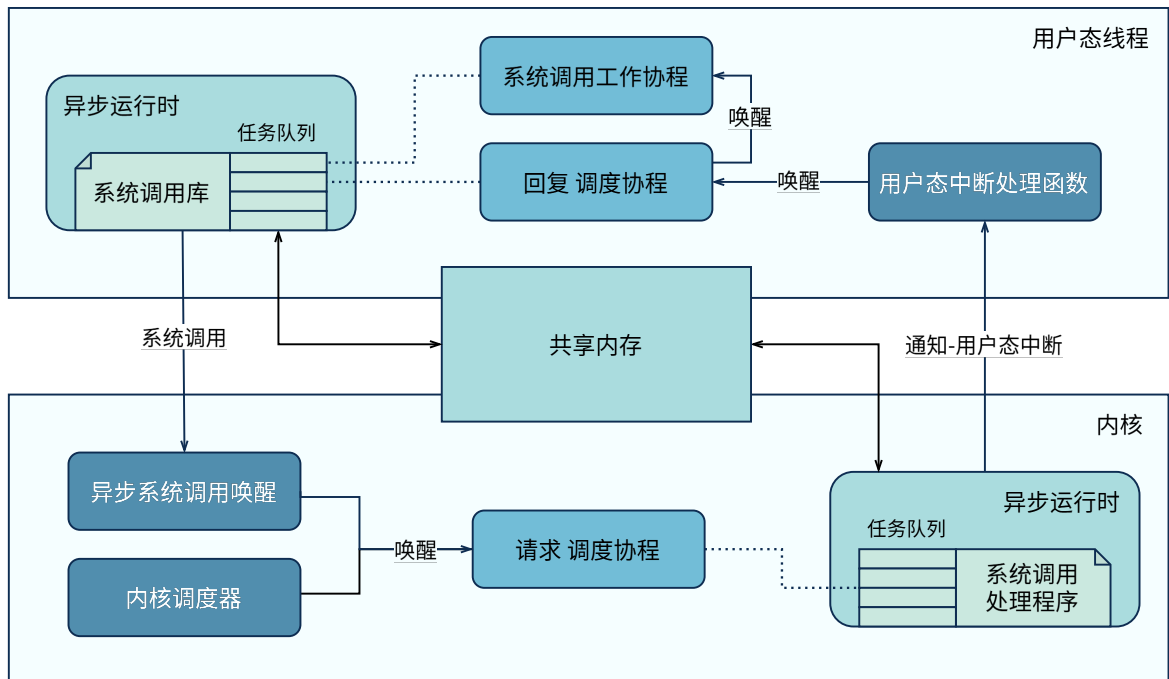 用户态线程
系统调用工作协程
异步运行时
任务队列
唤醒
系统调用库
回复 调度协程
唤醒
用户态中断处理函数
系统调用
共享内存
通知-用户态中断
内核
异步系统调用唤醒
异步运行时
任务队列
唤醒
请求 调度协程
系统调用
处理程序
内核调度器